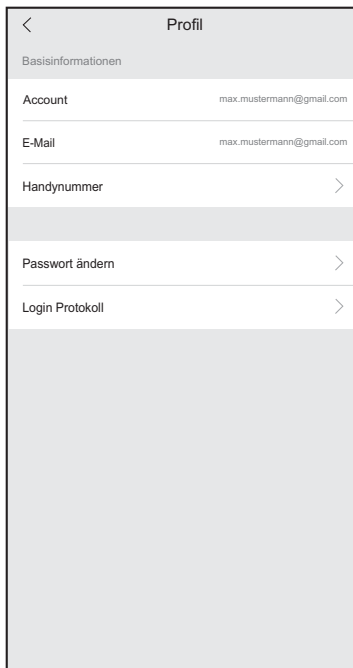 Profil
Basisinformationen
Account max.mustermann@gmail.com
E-Mail max.mustermann@gmail.com
Handynummer
Passwort ändern
Login Protokoll